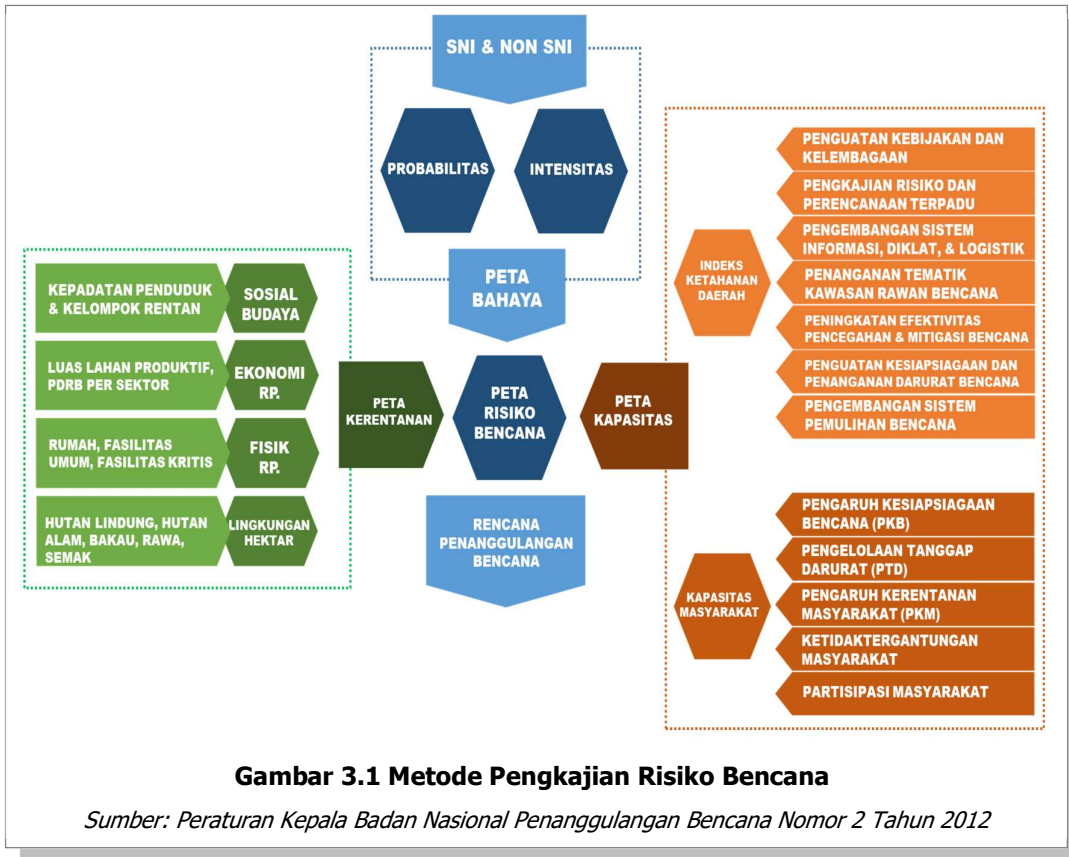 SNI & NON SNI
PROBABILITAS
INTENSITAS
PETA
BAHAYA
KEPADATAN PENDUDUK
& KELOMPOK RENTAN
SOSIAL
BUDAYA
LUAS LAHAN PRODUKTIF,
PDRB PER SEKTOR
EKONOMI
RP.
RUMAH, FASILITAS
UMUM, FASILITAS KRITIS
FISIK
RP.
HUTAN LINDUNG, HUTAN
ALAM, BAKAU, RAWA,
SEMAK
LINGKUNGAN
HEKTAR
PETA
KERENTANAN
PETA
RISIKO
BENCANA
PETA
KAPASITAS
RENCANA
PENANGGULANGAN
BENCANA
INDEKS
KETAHANAN
DAERAH
PENGUATAN KEBIJAKAN DAN
KELEMBAGAAN
PENGKAJIAN RISIKO DAN
PERENCANAAN TERPADU
PENGEMBANGAN SISTEM
INFORMASI, DIKLAT, & LOGISTIK
PENANGANAN TEMATIK
KAWASAN RAWAN BENCANA
PENINGKATAN EFEKTIVITAS
PENCEGAHAN & MITIGASI BENCANA
PENGUATAN KESIAPSIAGAAN DAN
PENANGANAN DARURAT BENCANA
PENGEMBANGAN SISTEM
PEMULIHAN BENCANA
KAPASITAS
MASYARAKAT
PENGARUH KESIAPSIAGAAN
BENCANA (PKB)
PENGELOLAAN TANGGAP
DARURAT (PTD)
PENGARUH KERENTANAN
MASYARAKAT (PKM)
KETIDAKTERGANTUNGAN
MASYARAKAT
PARTISIPASI MASYARAKAT
Gambar 3.1 Metode Pengkajian Risiko Bencana
Sumber: Peraturan Kepala Badan Nasional Penanggulangan Bencana Nomor 2 Tahun 2012